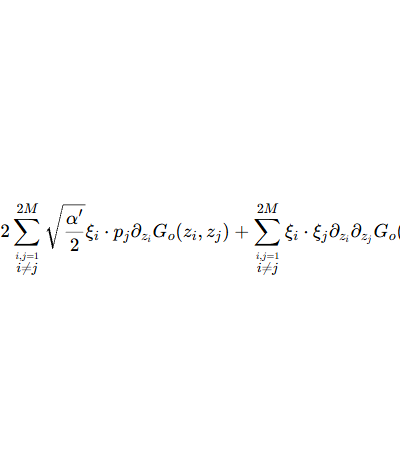 2 \sum_{\substack{i,j=1 \\ i \neq j}}^{2M} \sqrt{\frac{\alpha'}{2}} \xi_i \cdot p_j \partial_{z_i} G_o(z_i, z_j) + \sum_{\substack{i,j=1 \\ i \neq j}}^{2M} \xi_i \cdot \xi_j \partial_{z_i} \partial_{z_j} G_o(